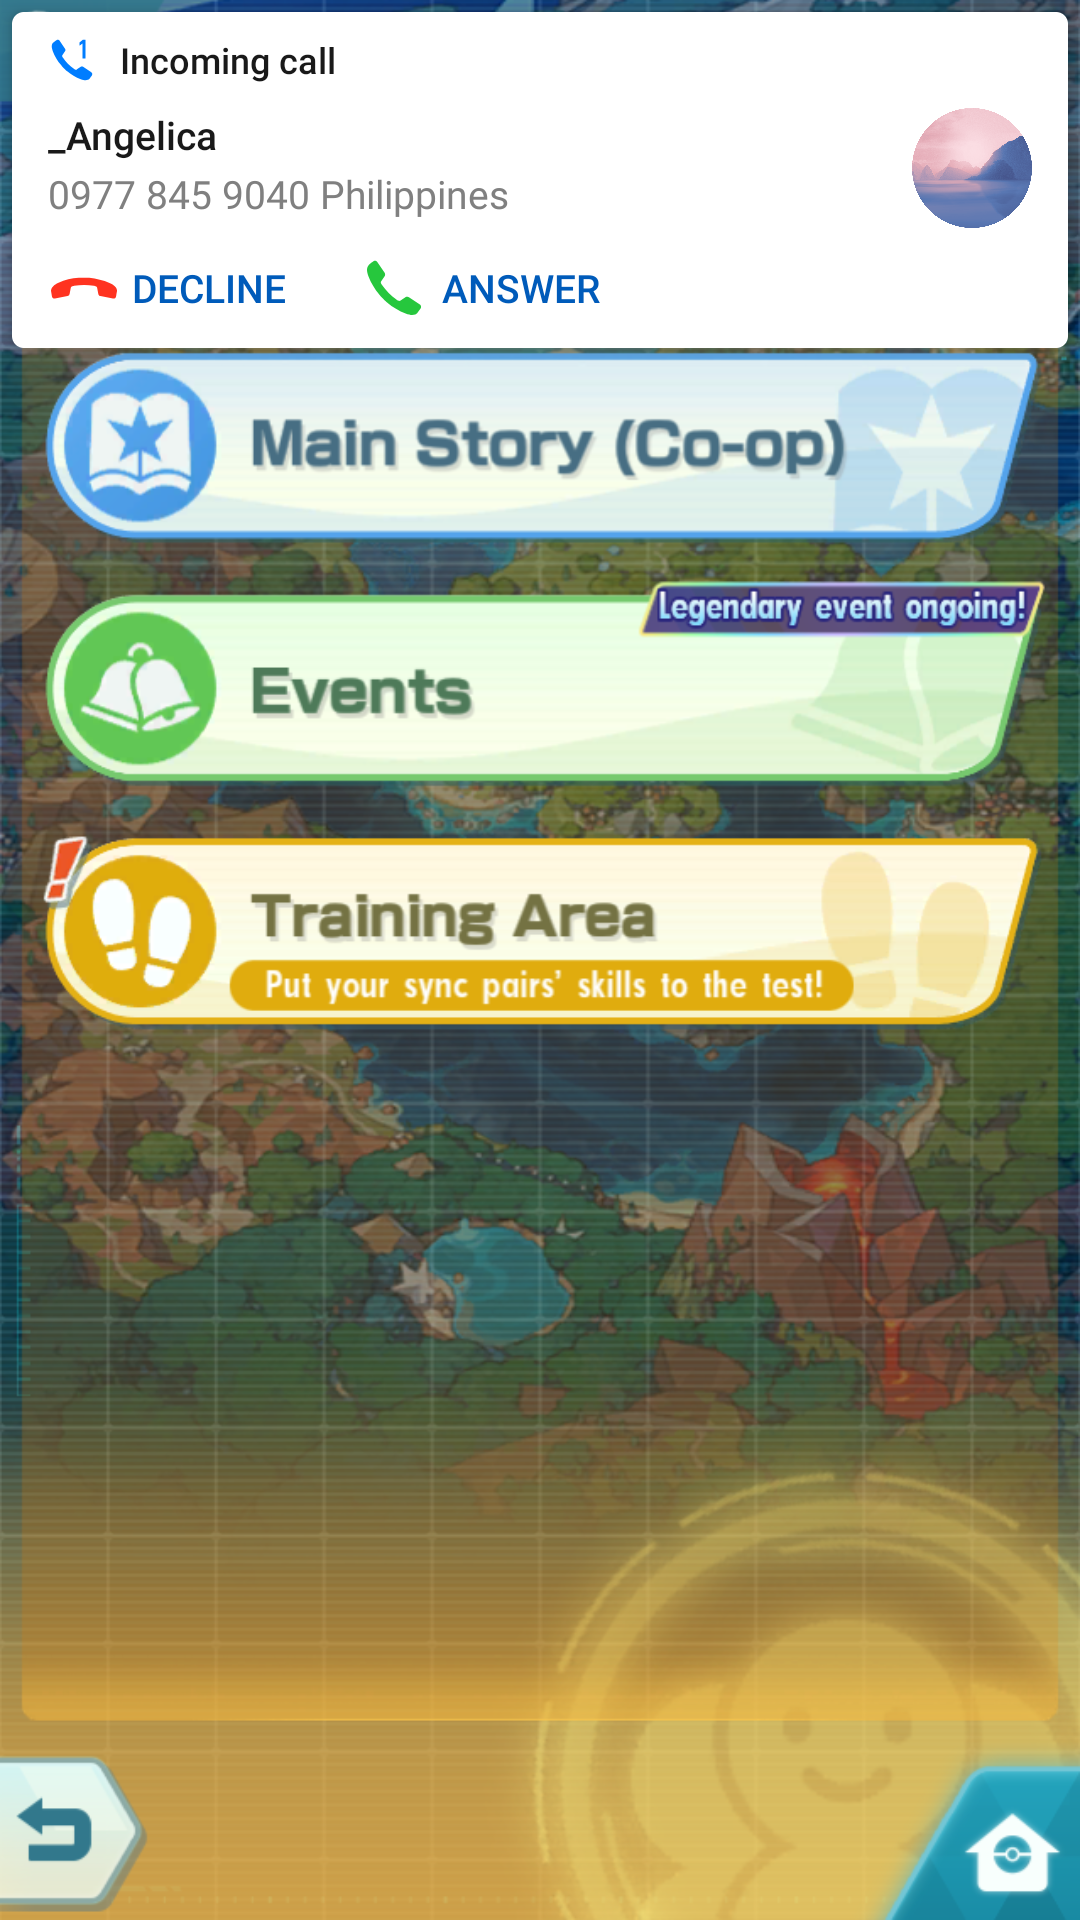 1
Incoming call
_Angelica
0977 845 9040 Philippines
DECLINE
ANSWER
Main Story (Co-op)
Legendary event ongoing!
Events
!
Training Area
Put your sync pairs' skills to the test!